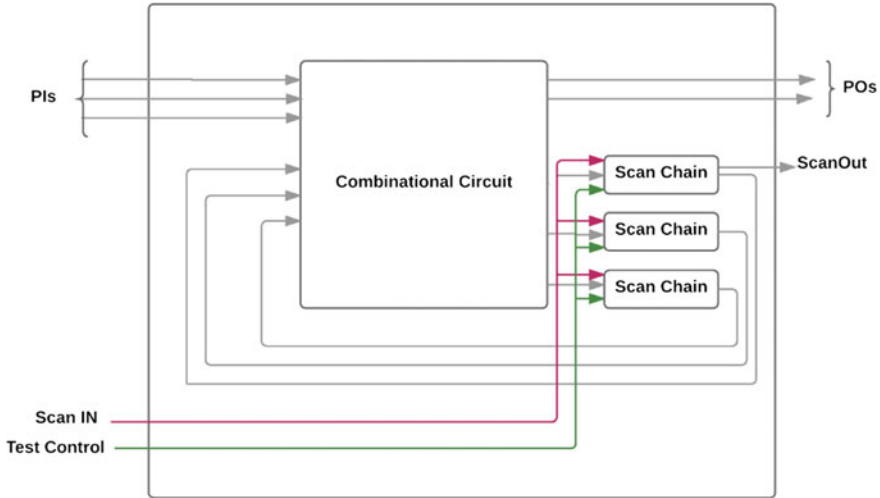 PIs
POs
ScanOut
Combinational Circuit
Scan Chain
Scan Chain
Scan Chain
Scan IN
Test Control